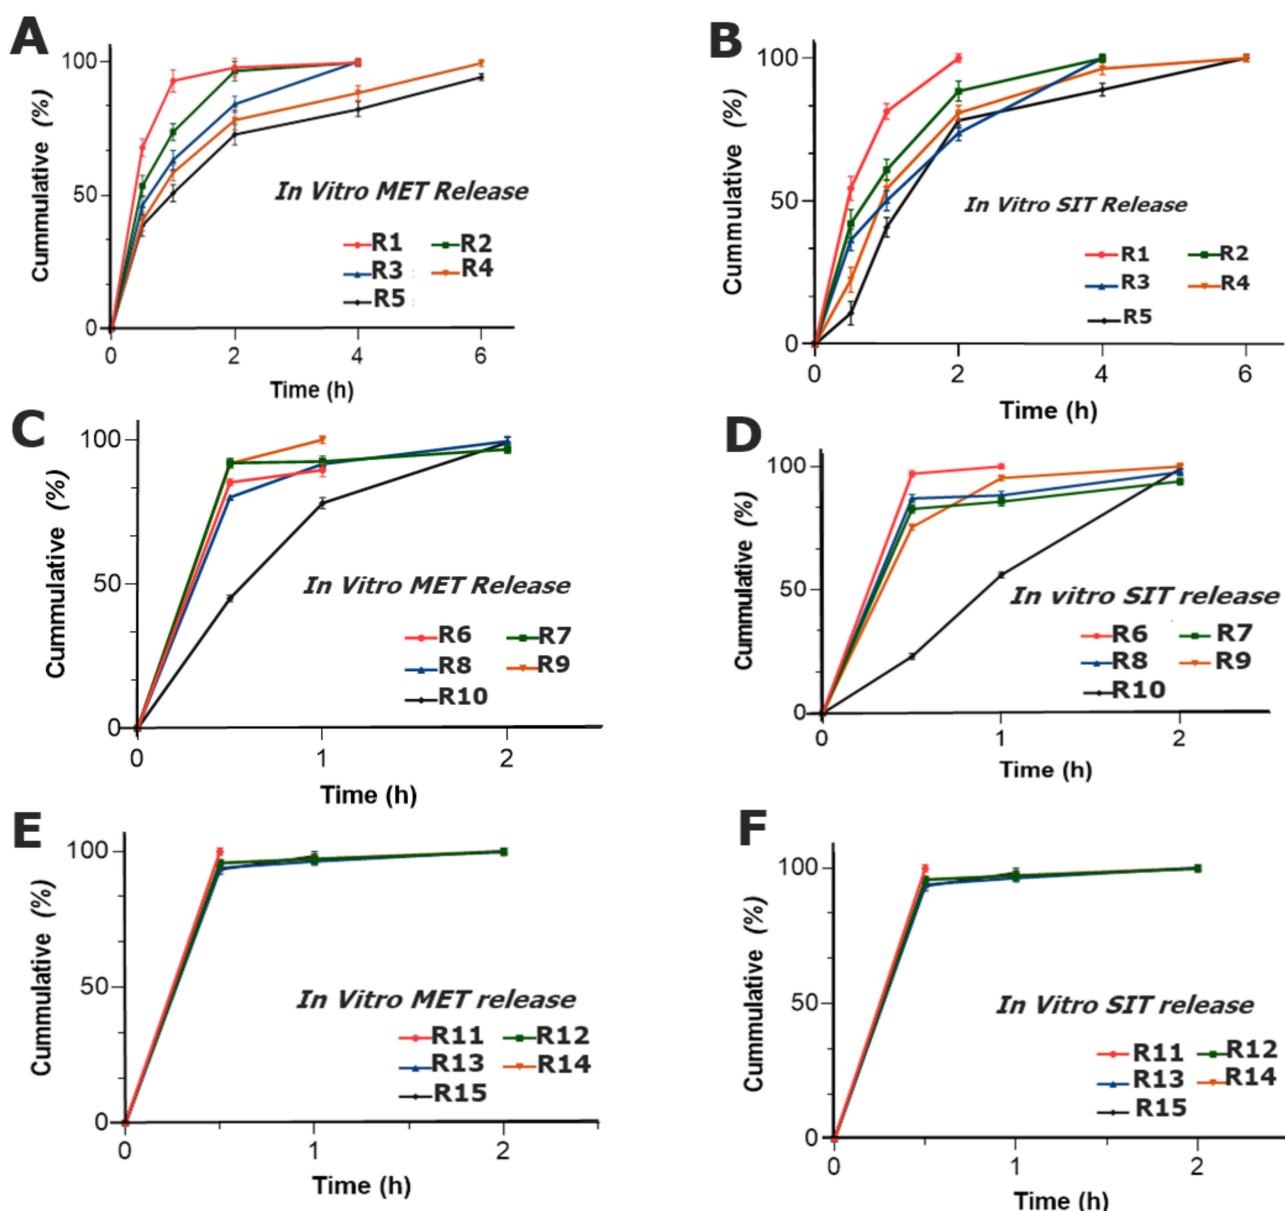 A
100
50
0
Cummulative (%)
In Vitro MET Release
R1 R2
R3 R4
R5
0 2 4 6
Time (h)
B
100
50
0
Cummulative (%)
In Vitro SIT Release
R1 R2
R3 R4
R5
0 2 4 6
Time (h)
C
100
50
0
Cummulative (%)
In Vitro MET Release
R6 R7
R8 R9
R10
0 1 2
Time (h)
D
100
50
0
Cummulative (%)
In vitro SIT release
R6 R7
R8 R9
R10
0 1 2
Time (h)
E
100
50
0
Cummulative (%)
In Vitro MET release
R11 R12
R13 R14
R15
0 1 2
Time (h)
F
100
50
0
Cummulative (%)
In Vitro SIT release
R11 R12
R13 R14
R15
0 1 2
Time (h)